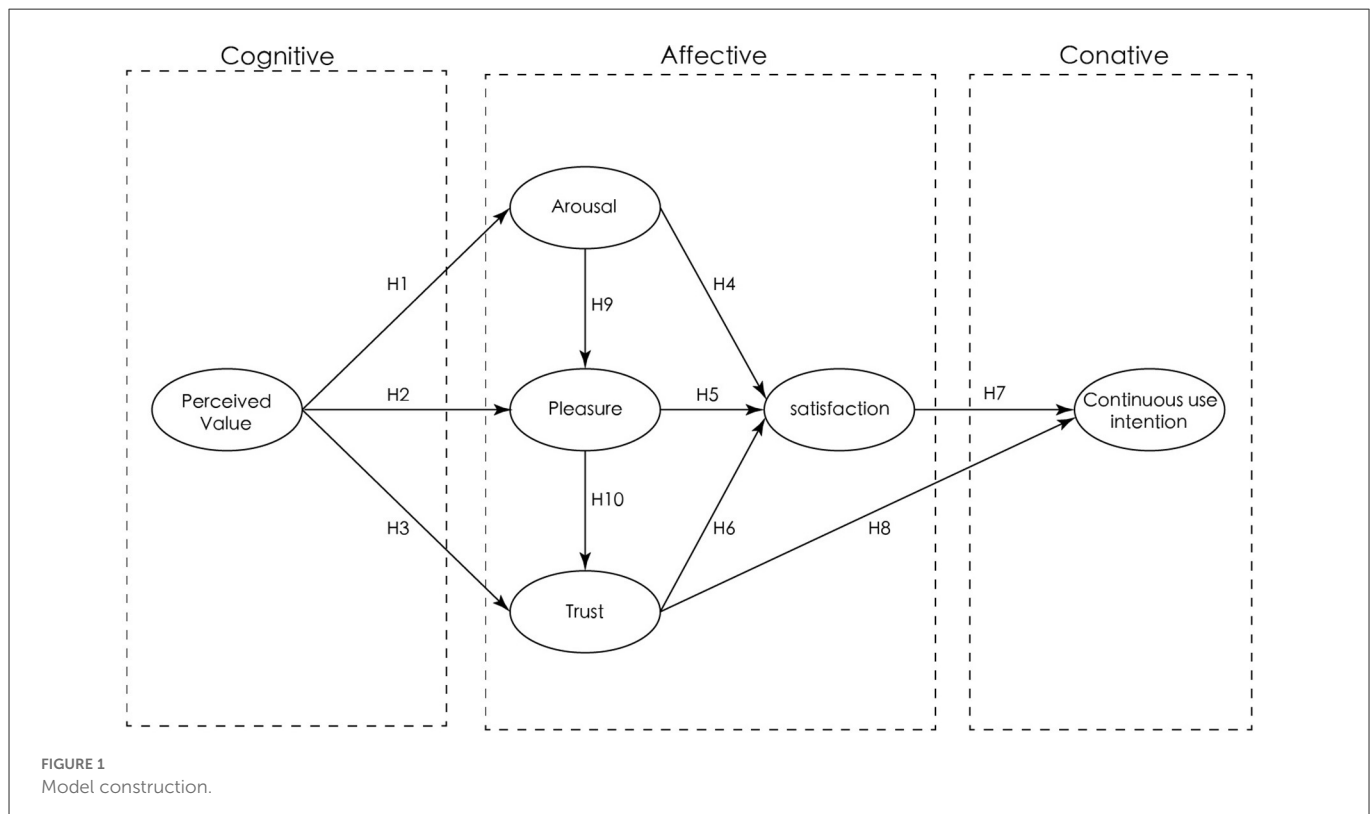 Cognitive
Affective
Conative
Arousal
H1
H4
H9
Perceived
Value
H2
Pleasure
H5
satisfaction
H7
Continuous use
intention
H10
H3
H6
H8
Trust
FIGURE 1
Model construction.